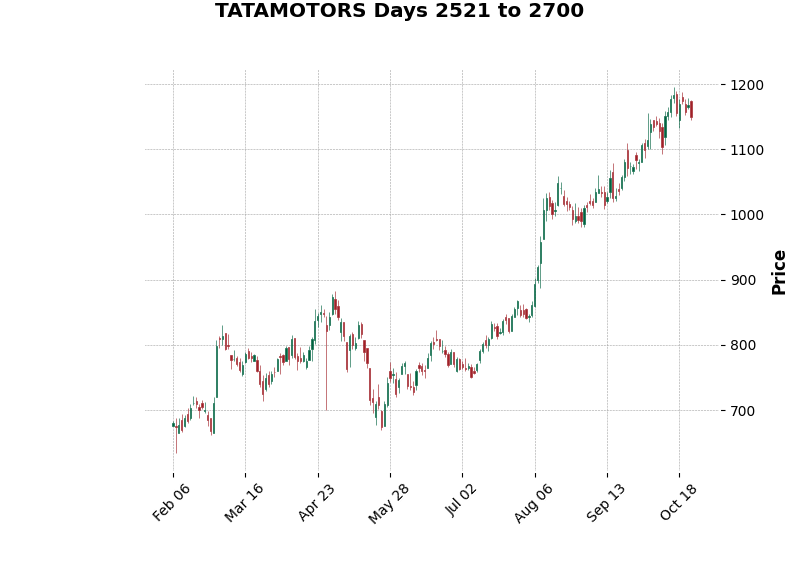 TATAMOTORS Days 2521 to 2700
1200
1100
1000
900
800
700
Price
Feb 06
Mar 16
Apr 23
May 28
Jul 02
Aug 06
Sep 13
Oct 18